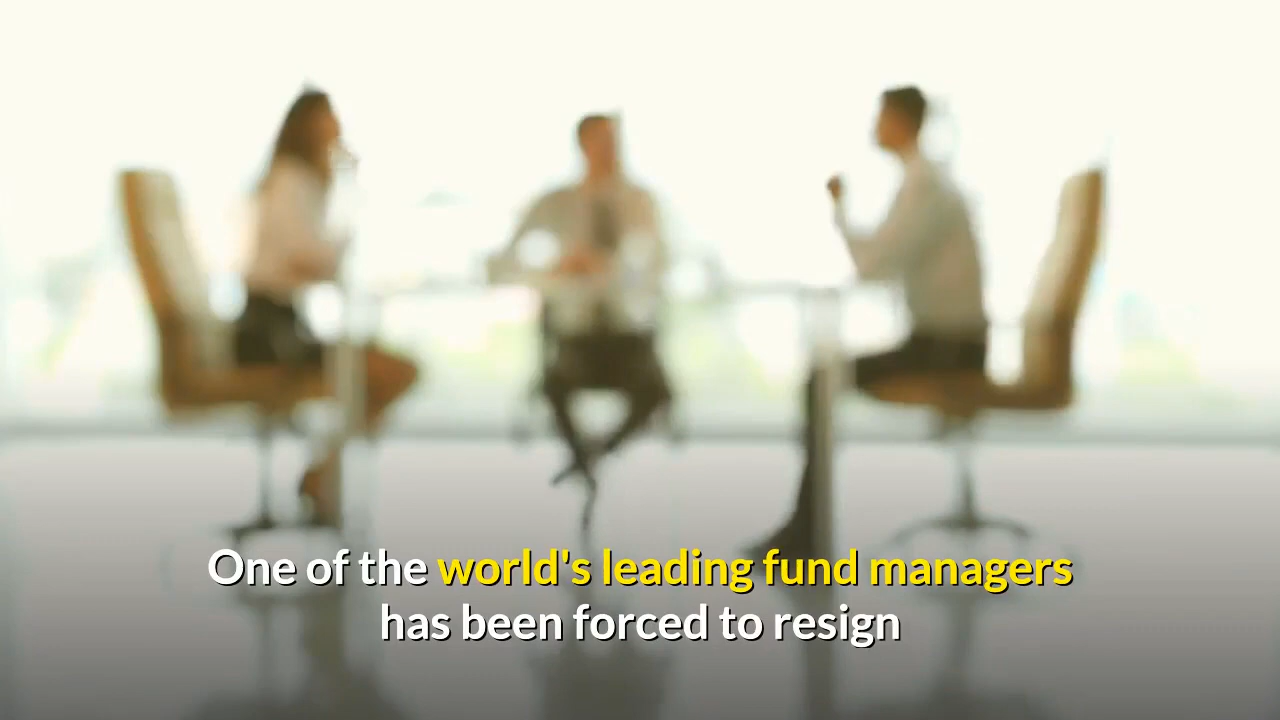 One of the world's leading fund managers
has been forced to resign